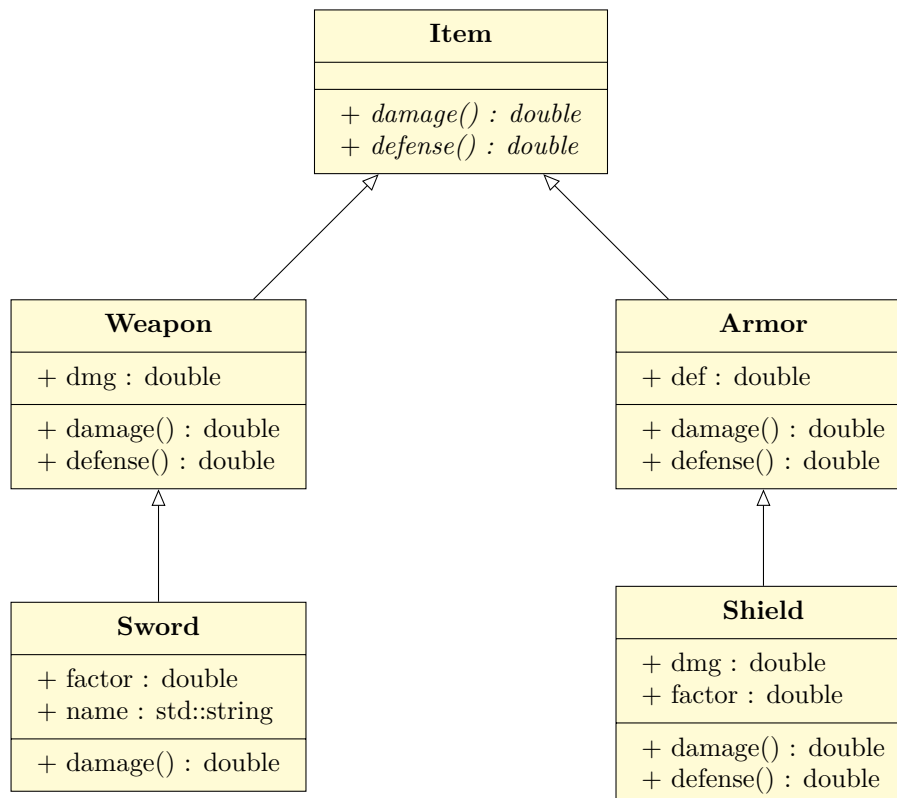 Item
+ damage() : double
+ defense() : double
Weapon
+ dmg : double
+ damage() : double
+ defense() : double
Armor
+ def : double
+ damage() : double
+ defense() : double
Sword
+ factor : double
+ name : std::string
+ damage() : double
Shield
+ dmg : double
+ factor : double
+ damage() : double
+ defense() : double